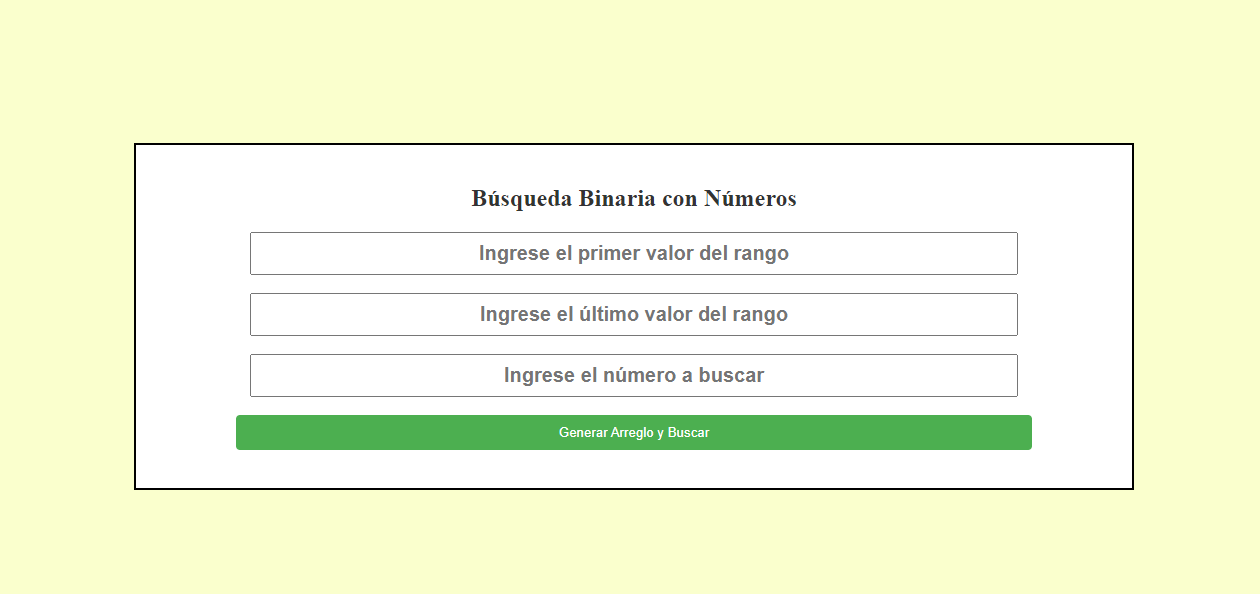 Búsqueda Binaria con Números
Ingrese el primer valor del rango
Ingrese el último valor del rango
Ingrese el número a buscar
Generar Arreglo y Buscar